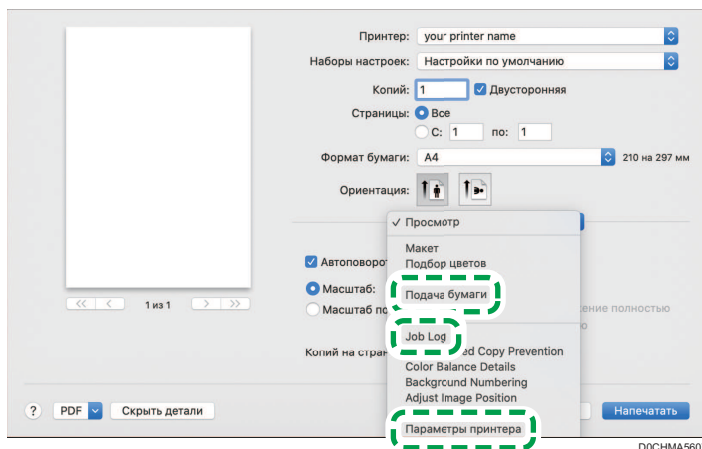 Принтер: your printer name
Наборы настроек: Настройки по умолчанию
Копий: 1 Двусторонняя
Страницы: Все
С: 1 по: 1
Формат бумаги: A4 210 на 297 мм
Ориентация:
✓ Просмотр
Макет
Автоповорот
Подбор цветов
Масштаб:
Подача бумаги
<< < 1 из 1 > >>
Масштаб
полностью
Job Log
Копий на
ed Copy Prevention
Color Balance Details
Background Numbering
Adjust Image Position
? PDF Скрыть детали Напечатать
Параметры принтера
D0CHMA560